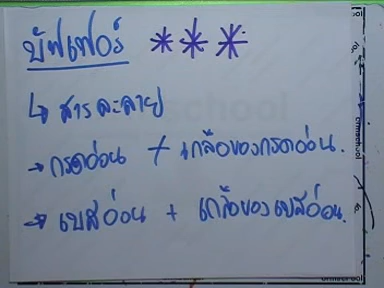 บัฟเฟอร์ ***
↳ สารละลาย
→ กรดอ่อน + เกลือของกรดอ่อน.
→ เบสอ่อน + เกลือของเบสอ่อน.